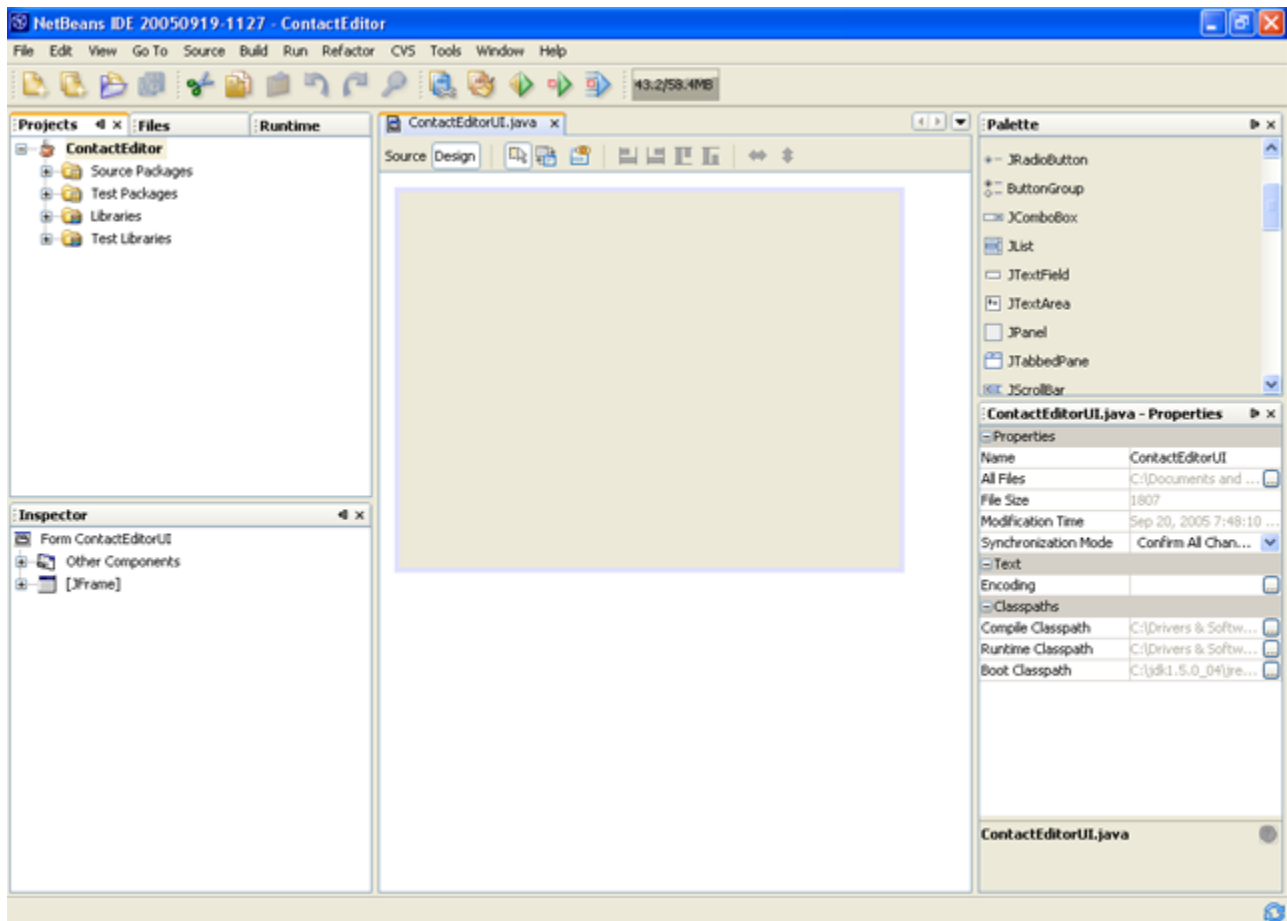 NetBeans IDE 20050919-1127 - ContactEditor
File Edit View Go To Source Build Run Refactor CVS Tools Window Help
43.2/58.4MB
Projects Files Runtime
ContactEditor
Source Packages
Test Packages
Libraries
Test Libraries
Inspector
Form ContactEditorUI
Other Components
[JFrame]
ContactEditorUI.java
Source Design
Palette
JRadioButton
ButtonGroup
JComboBox
JList
JTextField
JTextArea
JPanel
JTabbedPane
JScrollBar
ContactEditorUI.java - Properties
Properties
Name ContactEditorUI
All Files C:\Documents and ...
File Size 1807
Modification Time Sep 20, 2005 7:48:10 ...
Synchronization Mode Confirm All Chan...
Text
Encoding
Classpaths
Compile Classpath C:\Drivers & Softw...
Runtime Classpath C:\Drivers & Softw...
Boot Classpath C:\jdk1.5.0_04\jre...
ContactEditorUI.java